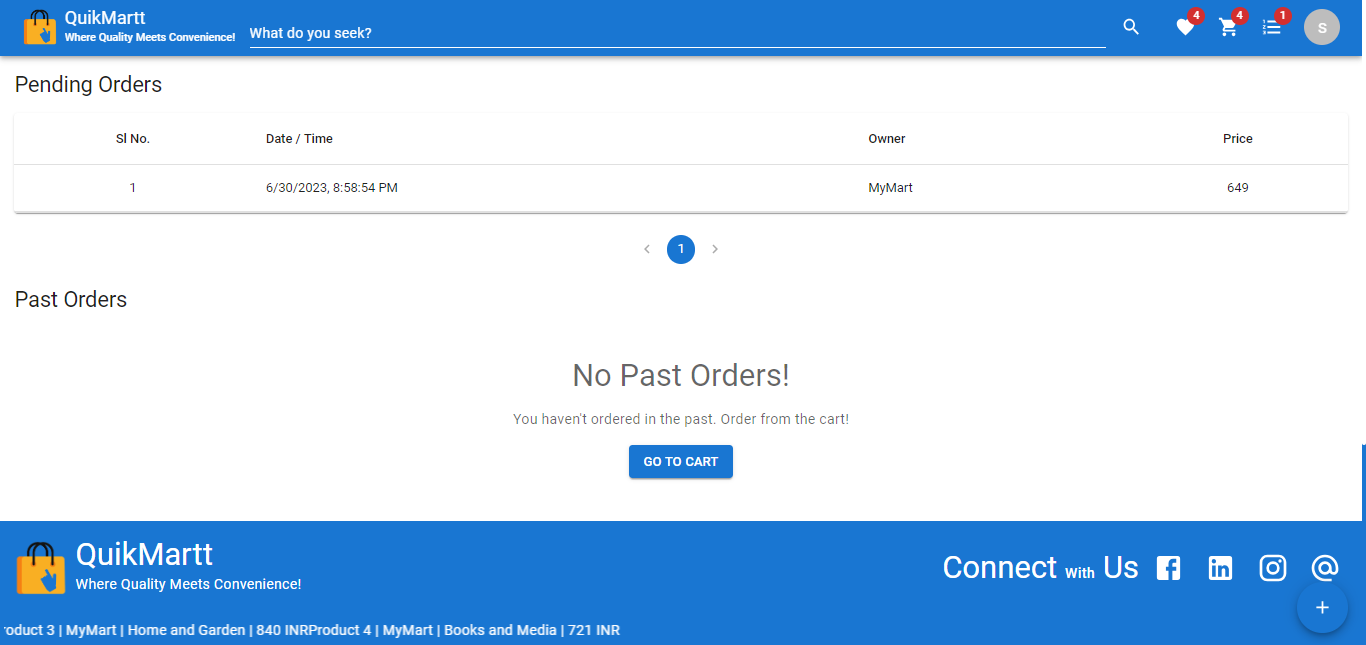 QuikMartt
Where Quality Meets Convenience!
What do you seek?
4
4
1
S
Pending Orders
Sl No. Date / Time Owner Price
1 6/30/2023, 8:58:54 PM MyMart 649
1
Past Orders
No Past Orders!
You haven't ordered in the past. Order from the cart!
GO TO CART
QuikMartt
Where Quality Meets Convenience!
Connect With Us
roduct 3 | MyMart | Home and Garden | 840 INRProduct 4 | MyMart | Books and Media | 721 INR